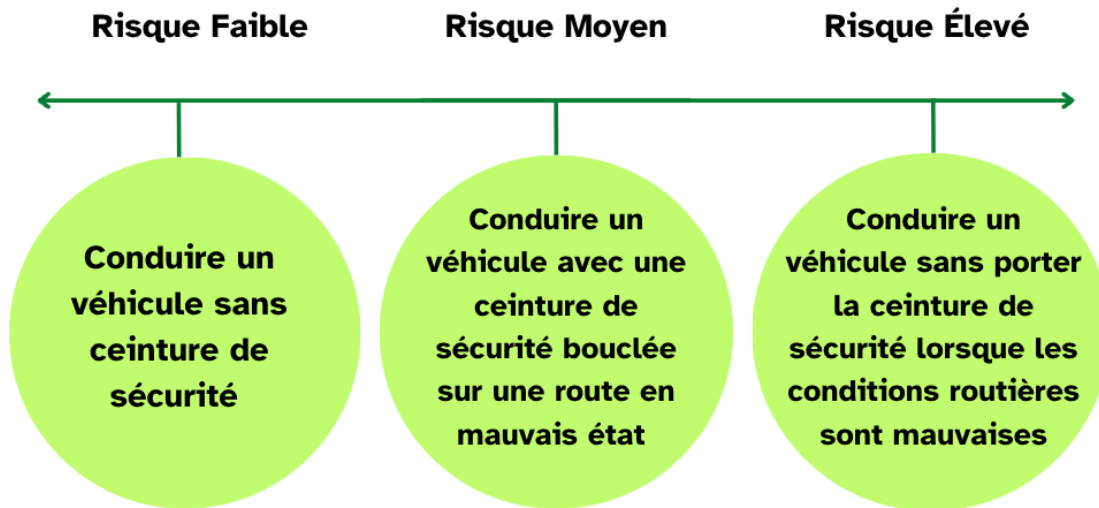 Risque Faible
Risque Moyen
Risque Élevé
Conduire un
véhicule sans
ceinture de
sécurité
Conduire un
véhicule avec une
ceinture de
sécurité bouclée
sur une route en
mauvais état
Conduire un
véhicule sans porter
la ceinture de
sécurité lorsque les
conditions routières
sont mauvaises